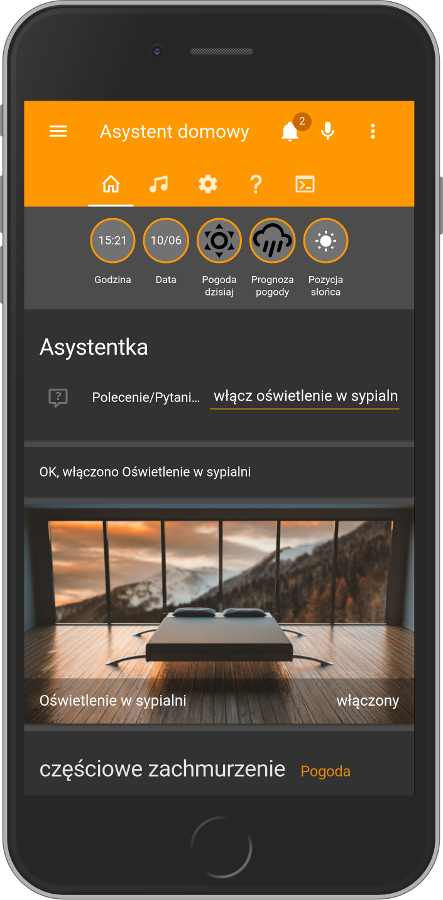 Asystent domowy
2
15:21
10/06
Godzina
Data
Pogoda
dzisiaj
Prognoza
pogody
Pozycja
słońca
Asystentka
Polecenie/Pytani...
włącz oświetlenie w sypialn
OK, włączono Oświetlenie w sypialni
Oświetlenie w sypialni
włączony
częściowe zachmurzenie
Pogoda